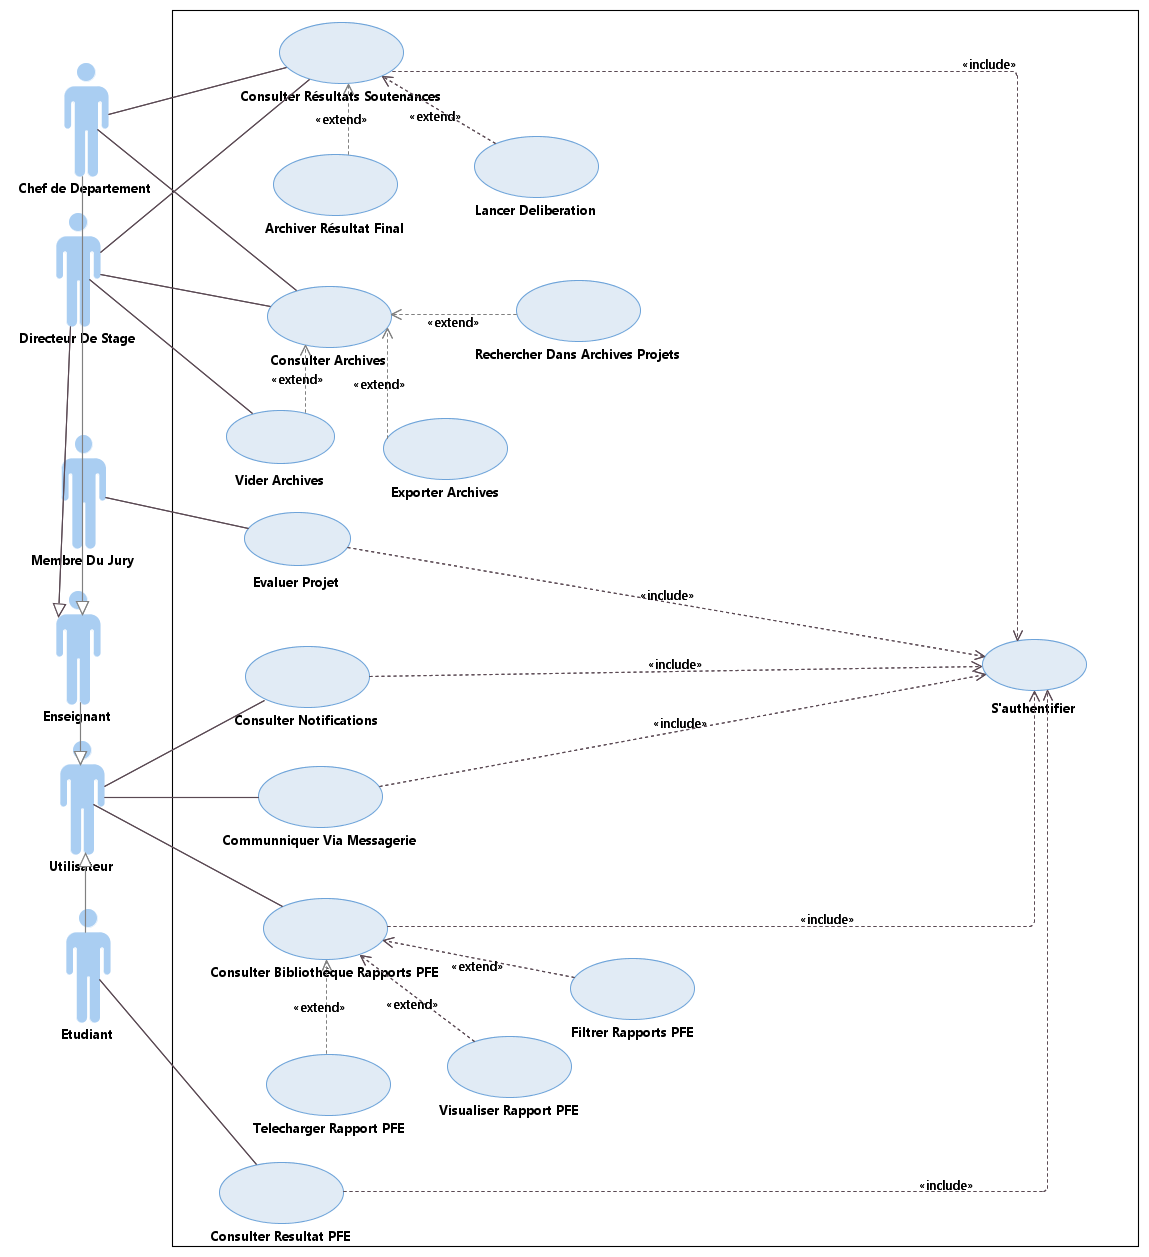 «include»
Consulter Résultats Soutenances
«extend»
«extend»
Chef de Departement
Lancer Deliberation
Archiver Résultat Final
«extend»
Directeur De Stage
Rechercher Dans Archives Projets
Consulter Archives
«extend»
«extend»
Vider Archives
Exporter Archives
Membre Du Jury
Evaluer Projet
«include»
«include»
S'authentifier
Enseignant
Consulter Notifications
«include»
Communniquer Via Messagerie
Utilisateur
«include»
«extend»
Consulter Bibliothèque Rapports PFE
«extend»
«extend»
Filtrer Rapports PFE
Etudiant
Visualiser Rapport PFE
Telecharger Rapport PFE
«include»
Consulter Resultat PFE